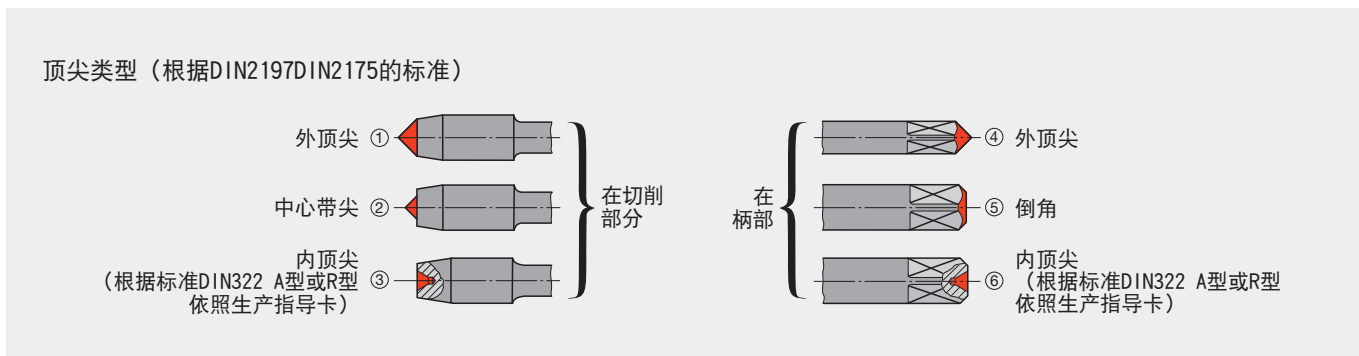 顶尖类型（根据DIN2197DIN2175的标准）
外顶尖 ①
中心带尖 ②
内顶尖
（根据标准DIN322 A型或R型 ③
依照生产指导卡）
在切削
部分
在
柄部
④ 外顶尖
⑤ 倒角
内顶尖
⑥ （根据标准DIN322 A型或R型
依照生产指导卡）